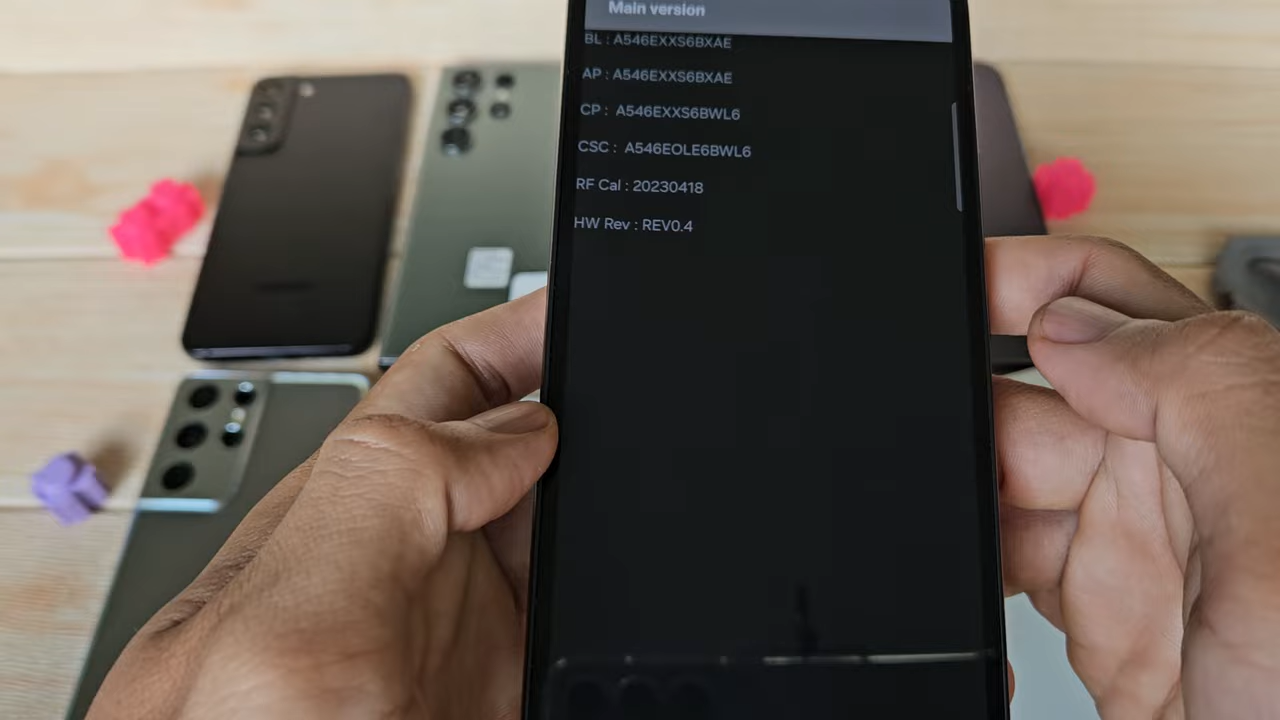 Main version
BL : A546EXXS6BXAE
AP : A546EXXS6BXAE
CP : A546EXXS6BWL6
CSC : A546EOLE6BWL6
RF Cal : 20230418
HW Rev : REV0.4